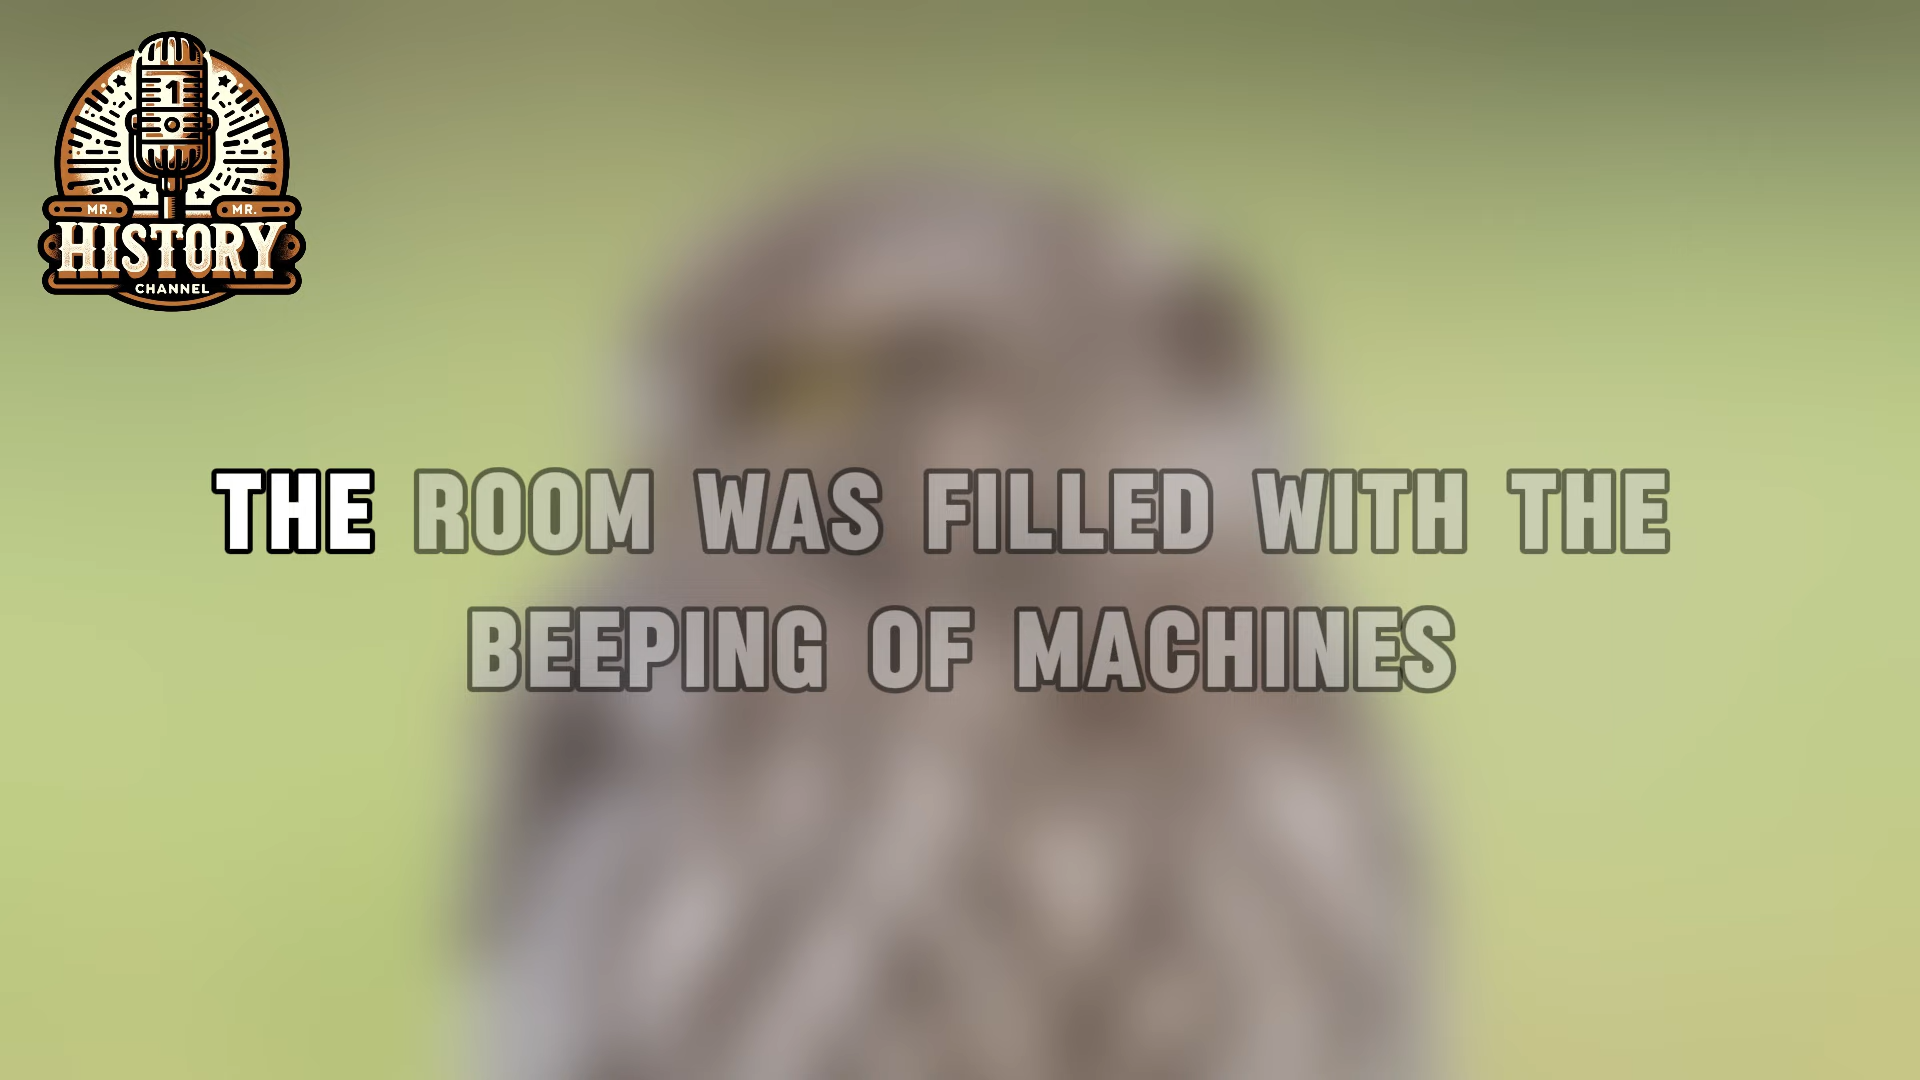 1
MR. MR.
HISTORY
CHANNEL
THE ROOM WAS FILLED WITH THE
BEEPING OF MACHINES